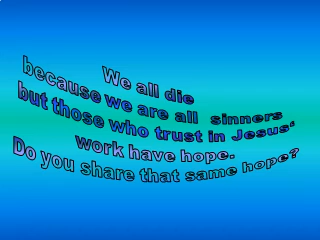 We all die
because we are all  sinners
but those who trust in Jesus'
work have hope.
Do you share that same hope?